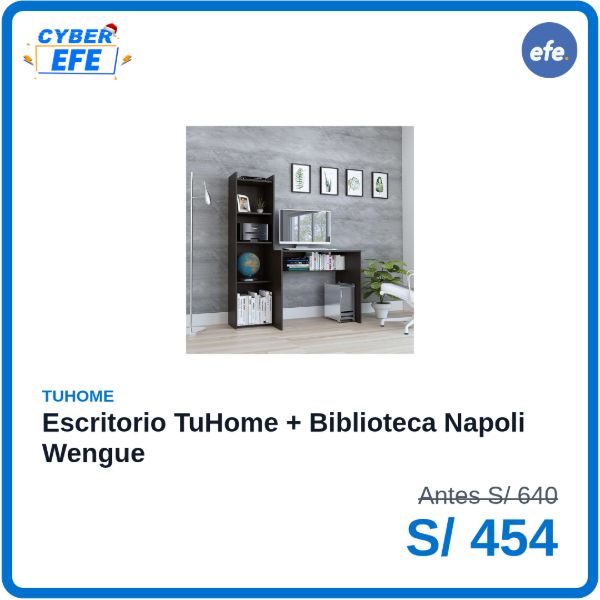 CYBER
EFE
efe.
TUHOME
Escritorio TuHome + Biblioteca Napoli
Wengue
Antes S/ 640
S/ 454